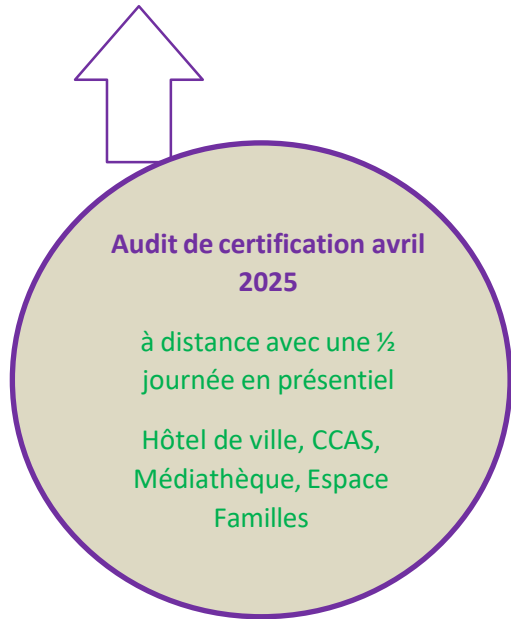 Audit de certification avril
2025
à distance avec une ½
journée en présentiel
Hôtel de ville, CCAS,
Médiathèque, Espace
Familles